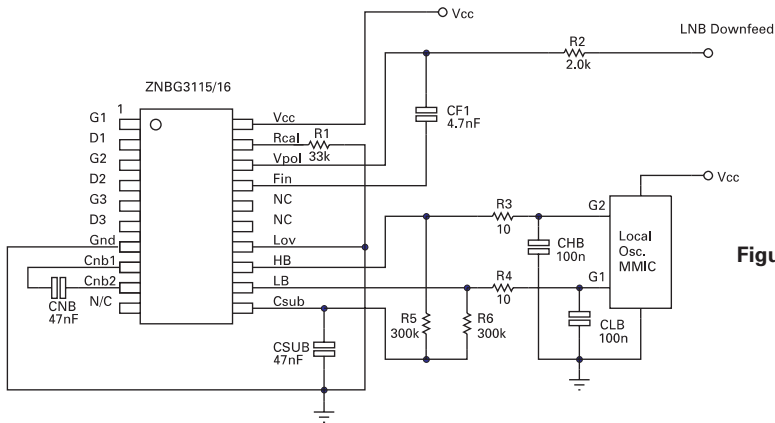 Vcc
LNB Downfeed
R2
2.0k
ZNBG3115/16
CF1
4.7nF
1
G1
D1
G2
D2
G3
D3
Gnd
Cnb1
Cnb2
N/C
Vcc
Rcal
Vpol
Fin
NC
NC
Lov
HB
LB
Csub
R1
33k
CNB
47nF
CSUB
47nF
R3
10
R4
10
R5
300k
R6
300k
CHB
100n
CLB
100n
G2
G1
Local
Osc.
MMIC
Vcc
Figu